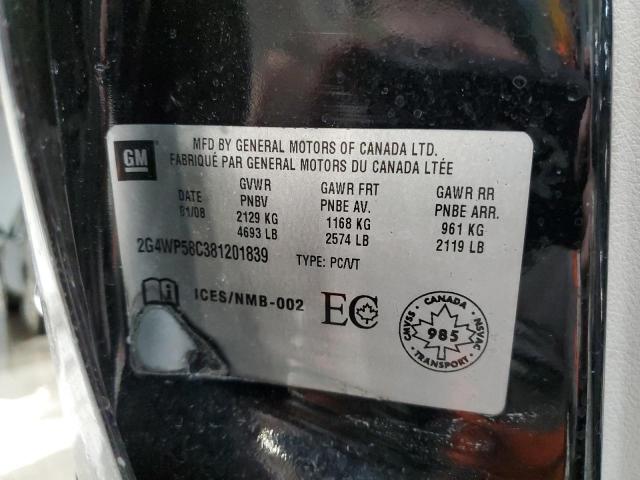 GM
MFD BY GENERAL MOTORS OF CANADA LTD.
FABRIQUÉ PAR GENERAL MOTORS DU CANADA LTÉE
DATE GVWR GAWR FRT GAWR RR
01/08 PNBV PNBE AV. PNBE ARR.
2129 KG 1168 KG 961 KG
4693 LB 2574 LB 2119 LB
2G4WP58C381201839 TYPE: PC/VT
ICES/NMB-002 EC
CANADA
CMVSS 985 NSVAC
TRANSPORT